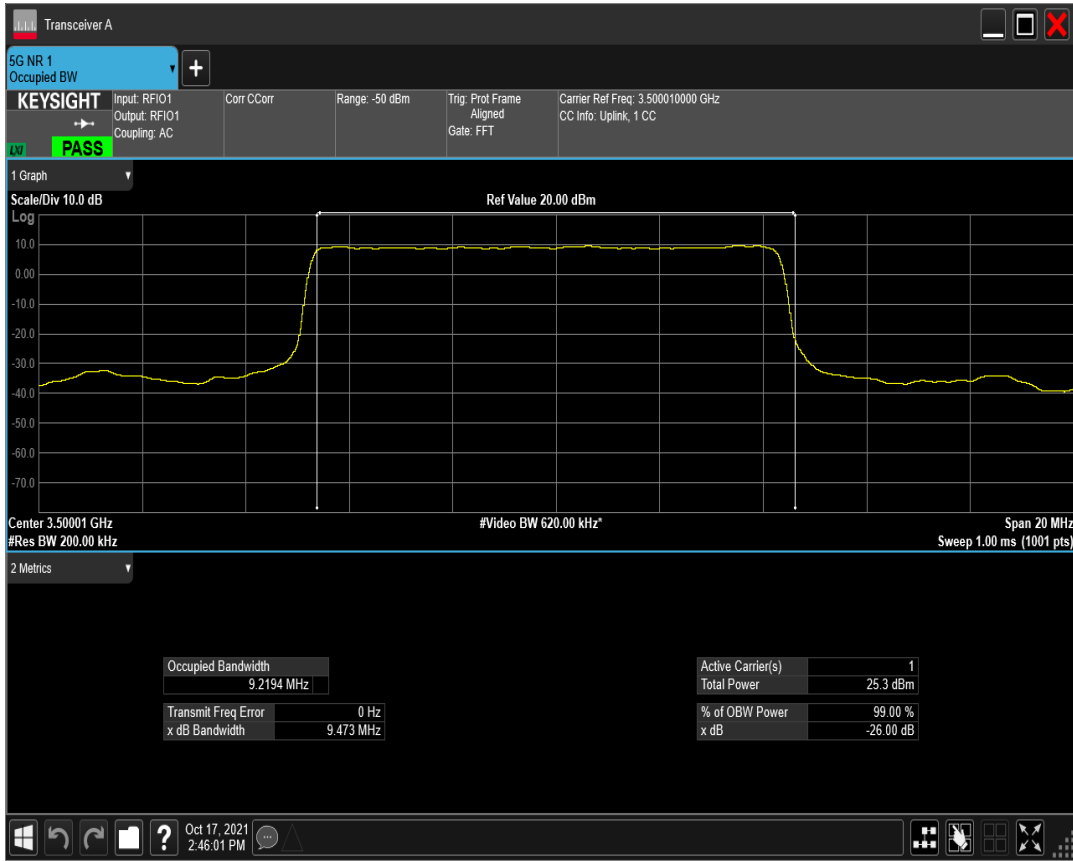 Transceiver A
5G NR 1
Occupied BW
KEYSIGHT
Input: RFIO1
Output: RFIO1
Coupling: AC
Corr CCorr
Range: -50 dBm
Trig: Prot Frame
Aligned
Gate: FFT
Carrier Ref Freq: 3.500010000 GHz
CC Info: Uplink, 1 CC
LXI
PASS
1 Graph
Scale/Div 10.0 dB
Ref Value 20.00 dBm
Log
10.0
0.00
-10.0
-20.0
-30.0
-40.0
-50.0
-60.0
-70.0
Center 3.50001 GHz
#Video BW 620.00 kHz*
Span 20 MHz
#Res BW 200.00 kHz
Sweep 1.00 ms (1001 pts)
2 Metrics
Occupied Bandwidth
9.2194 MHz
Transmit Freq Error 0 Hz
x dB Bandwidth 9.473 MHz
Active Carrier(s) 1
Total Power 25.3 dBm
% of OBW Power 99.00 %
x dB -26.00 dB
?
Oct 17, 2021
2:46:01 PM